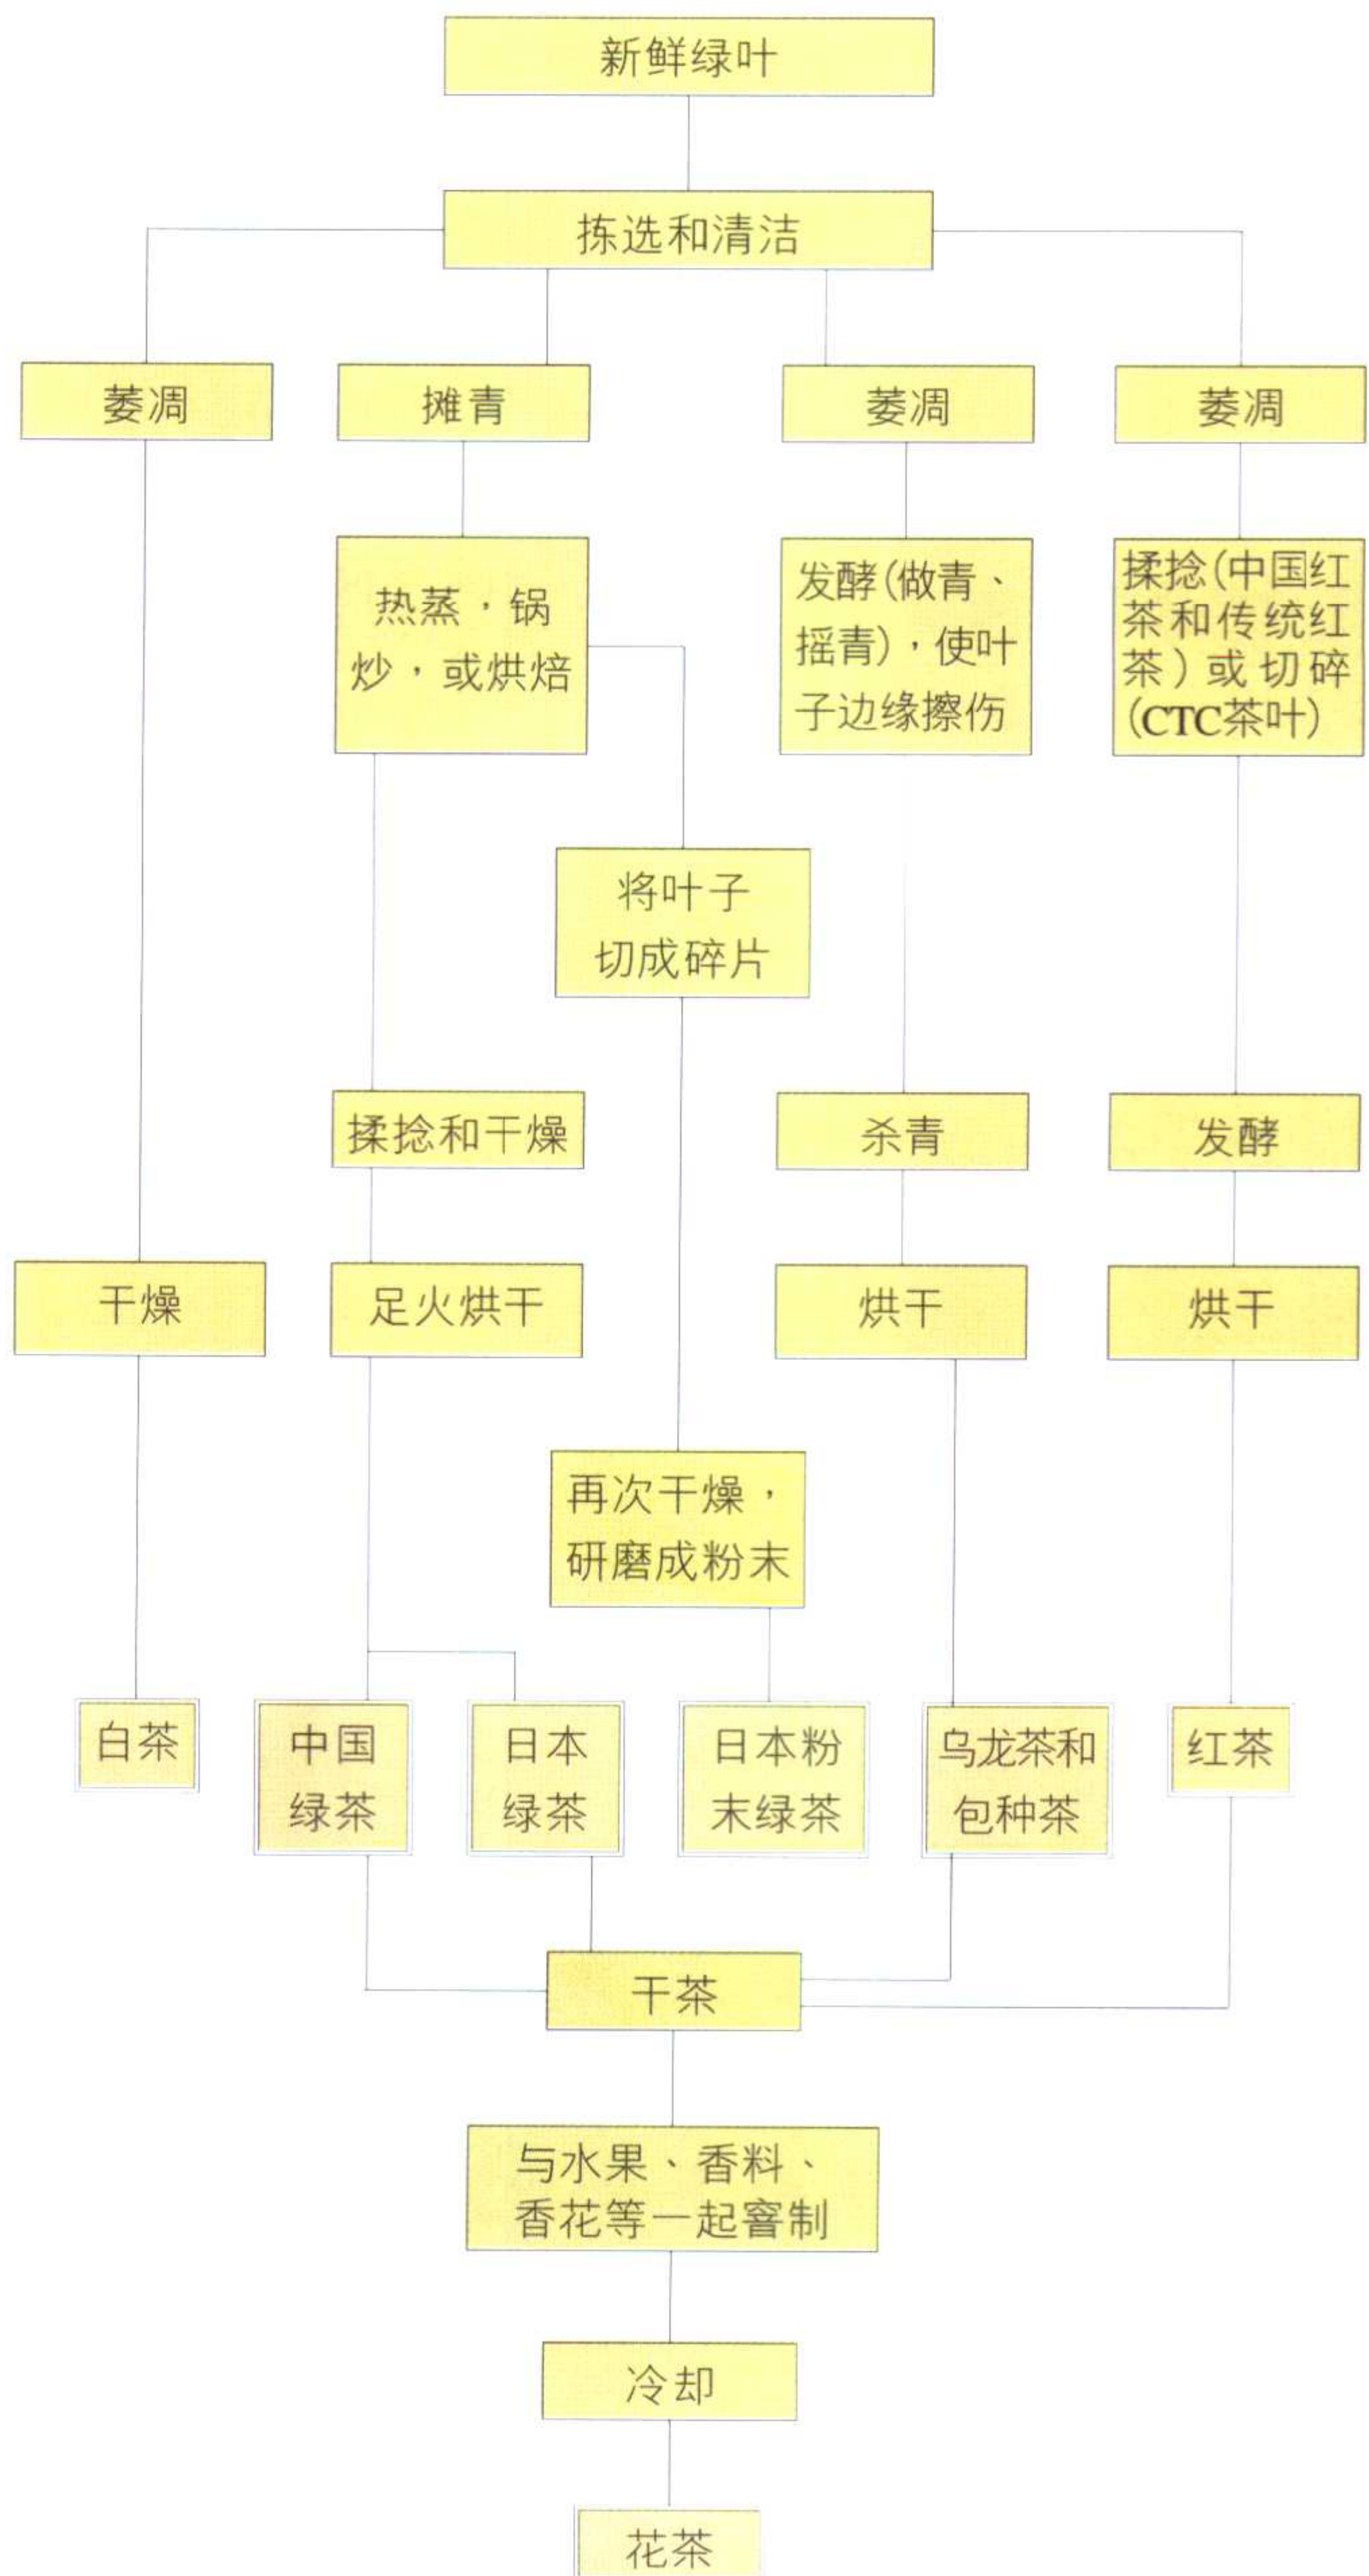 新鲜绿叶
拣选和清洁
萎凋
摊青
萎凋
萎凋
热蒸，锅
炒，或烘焙
发酵(做青、
摇青)，使叶
子边缘擦伤
揉捻(中国红
茶和传统红
茶)或切碎
(CTC茶叶)
将叶子
切成碎片
揉捻和干燥
杀青
发酵
干燥
足火烘干
烘干
烘干
再次干燥，
研磨成粉末
白茶
中国
绿茶
日本
绿茶
日本粉
末绿茶
乌龙茶和
包种茶
红茶
干茶
与水果、香料、
香花等一起窨制
冷却
花茶